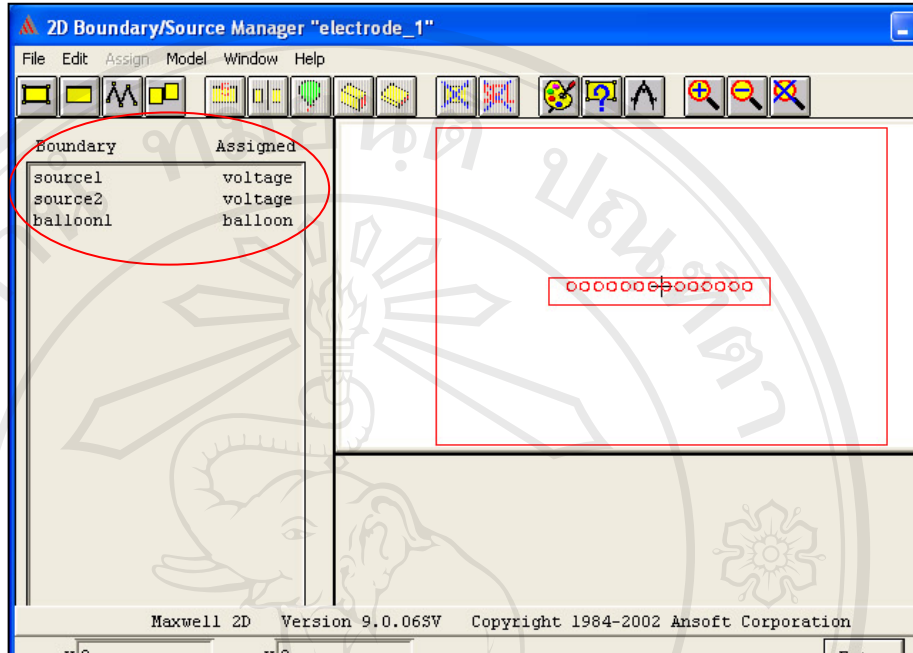 2D Boundary/Source Manager "electrode_1"
File Edit Assign Model Window Help
Boundary Assigned
source1 voltage
source2 voltage
balloon1 balloon
Maxwell 2D Version 9.0.06SV Copyright 1984-2002 Ansoft Corporation